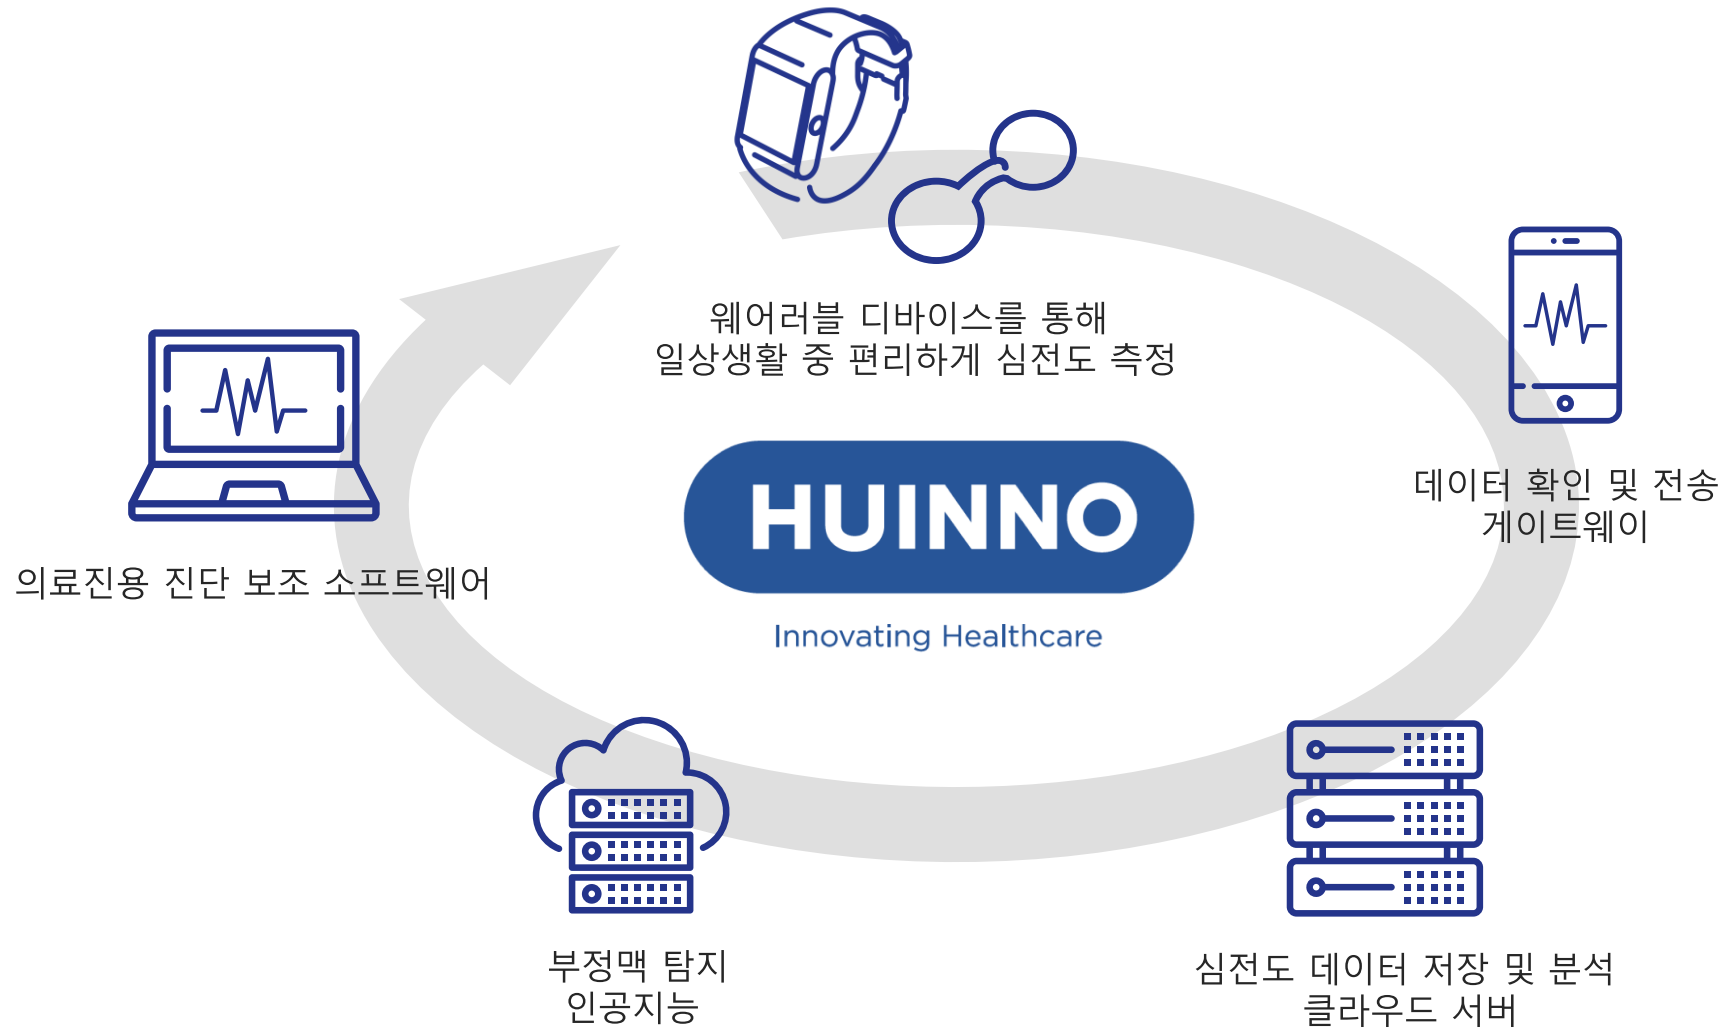 웨어러블 디바이스를 통해
일상생활 중 편리하게 심전도 측정
데이터 확인 및 전송
게이트웨이
HUINNO
Innovating Healthcare
의료진용 진단 보조 소프트웨어
부정맥 탐지
인공지능
심전도 데이터 저장 및 분석
클라우드 서버